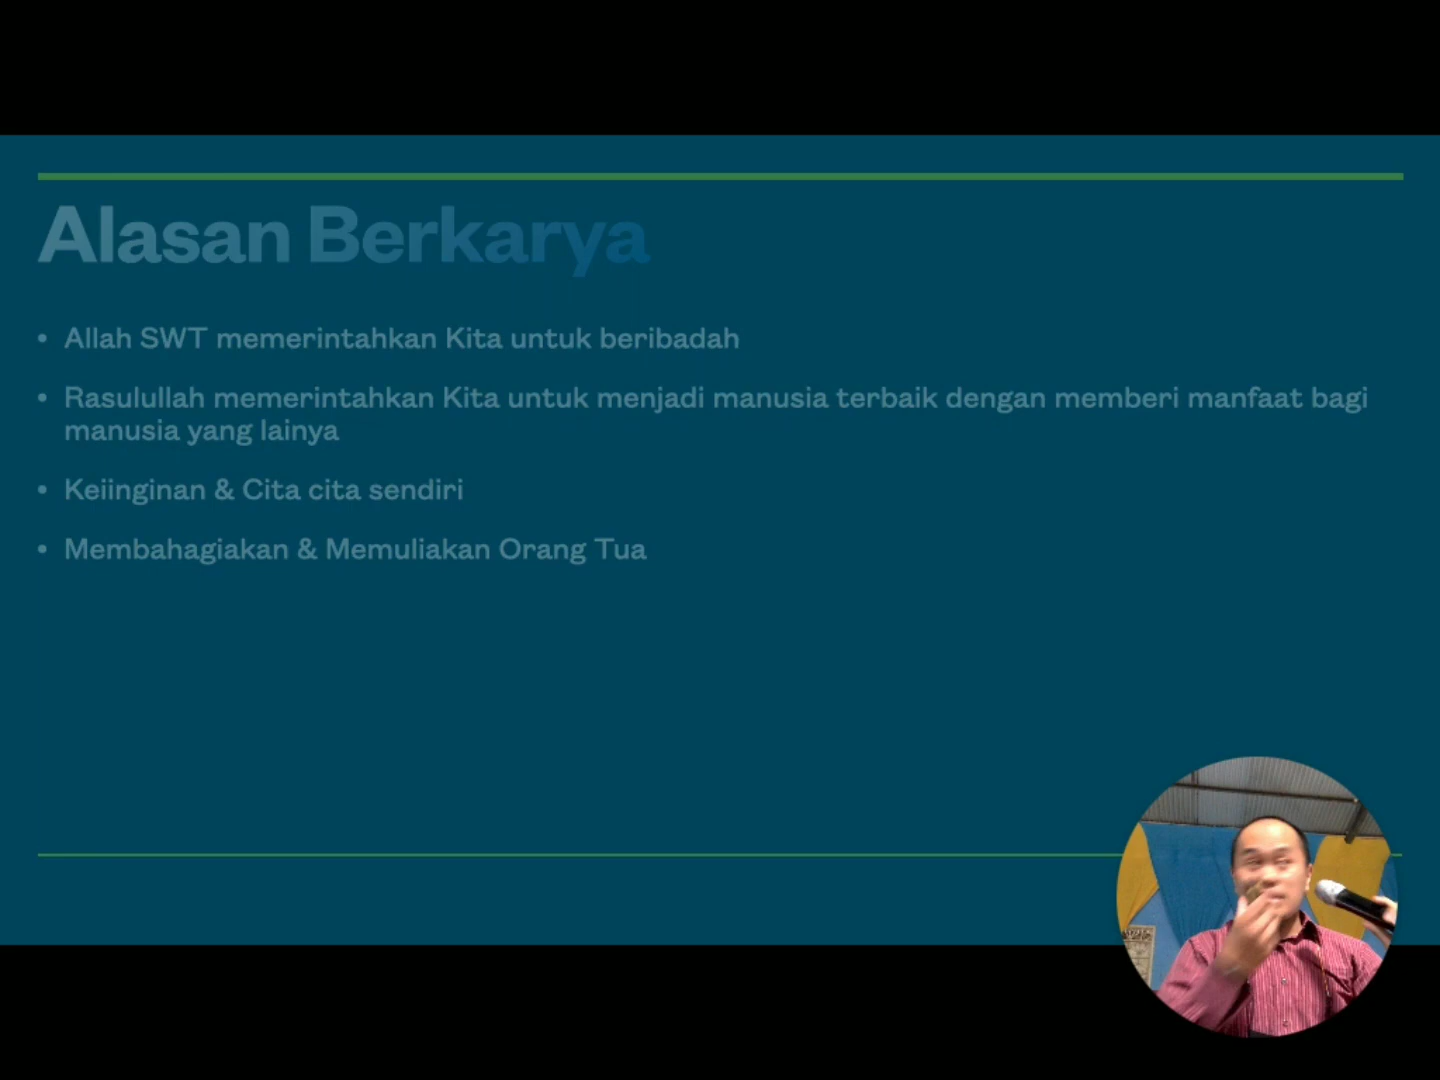 Alasan Berkarya
• Allah SWT memerintahkan Kita untuk beribadah
• Rasulullah memerintahkan Kita untuk menjadi manusia terbaik dengan memberi manfaat bagi
manusia yang lainya
• Keiinginan & Cita cita sendiri
• Membahagiakan & Memuliakan Orang Tua